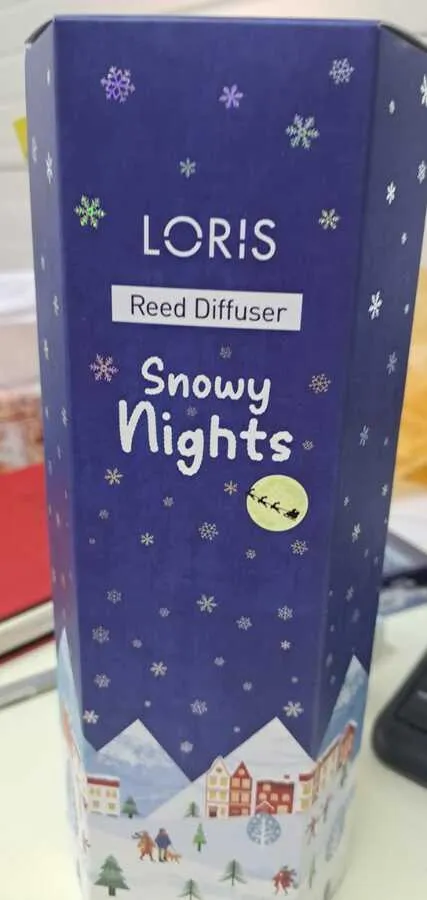 LORIS
Reed Diffuser
Snowy
Nights